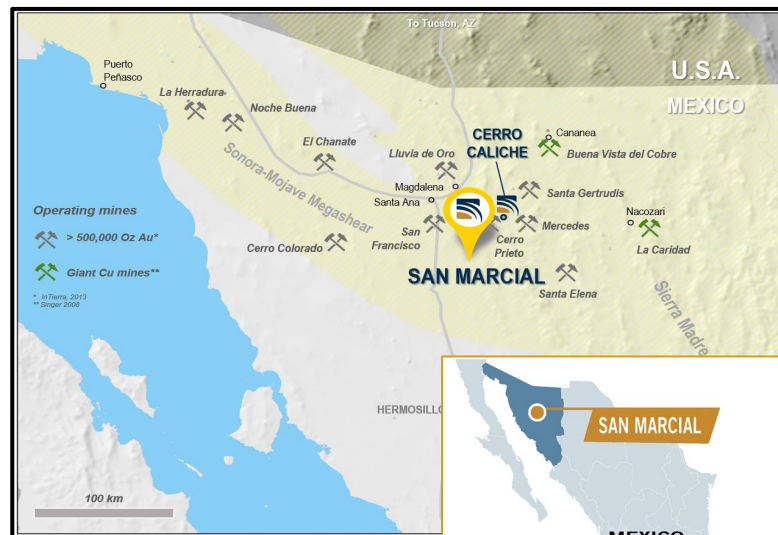 To Tucson, AZ
U.S.A.
MEXICO
Puerto
Peñasco
La Herradura
Noche Buena
El Chanate
Sonora-Mojave Megashear
Lluvia de Oro
CERRO
CALICHE
Cananea
Buena Vista del Cobre
Magdalena
Santa Ana
Santa Gertrudis
San
Francisco
Cerro
Prieto
Mercedes
Nacozari
La Caridad
Cerro Colorado
SAN MARCIAL
Santa Elena
Sierra Madre
Operating mines
> 500,000 Oz Au*
Giant Cu mines**
* InTierra, 2013
** Singer 2008
HERMOSILLO
100 km
SAN MARCIAL
MEXICO